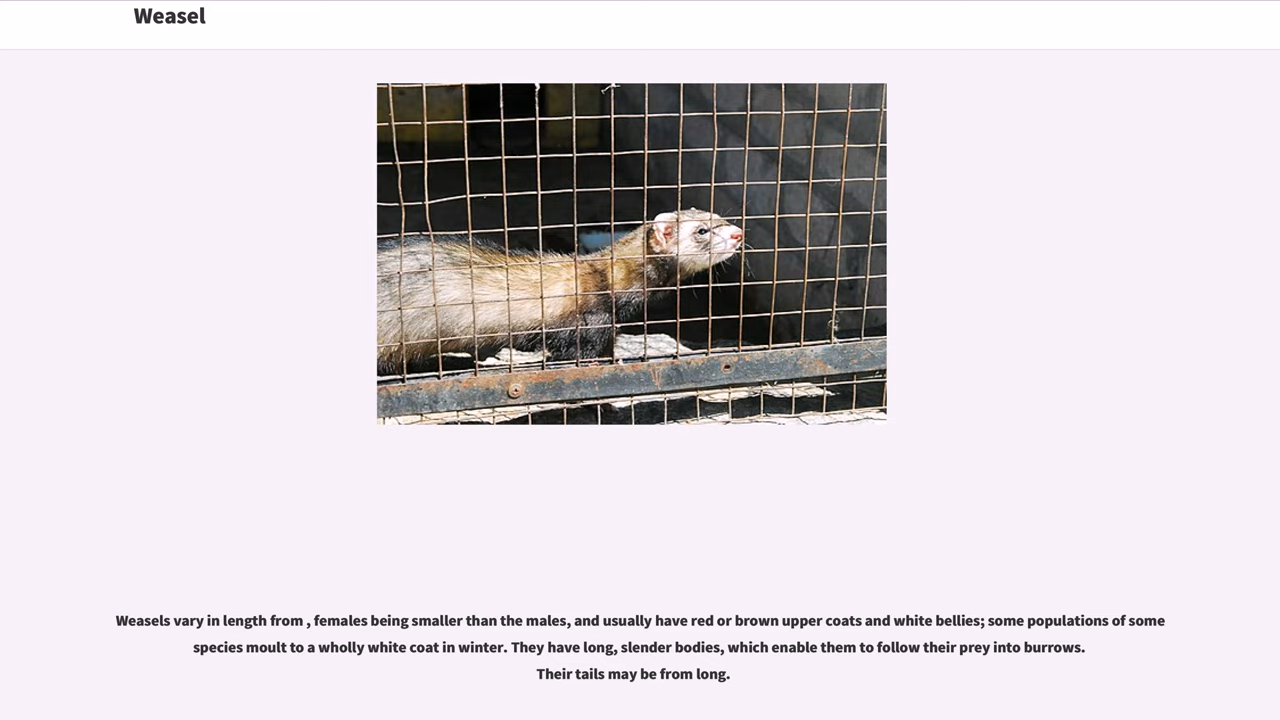 Weasel
Weasels vary in length from , females being smaller than the males, and usually have red or brown upper coats and white bellies; some populations of some
species moult to a wholly white coat in winter. They have long, slender bodies, which enable them to follow their prey into burrows.
Their tails may be from long.